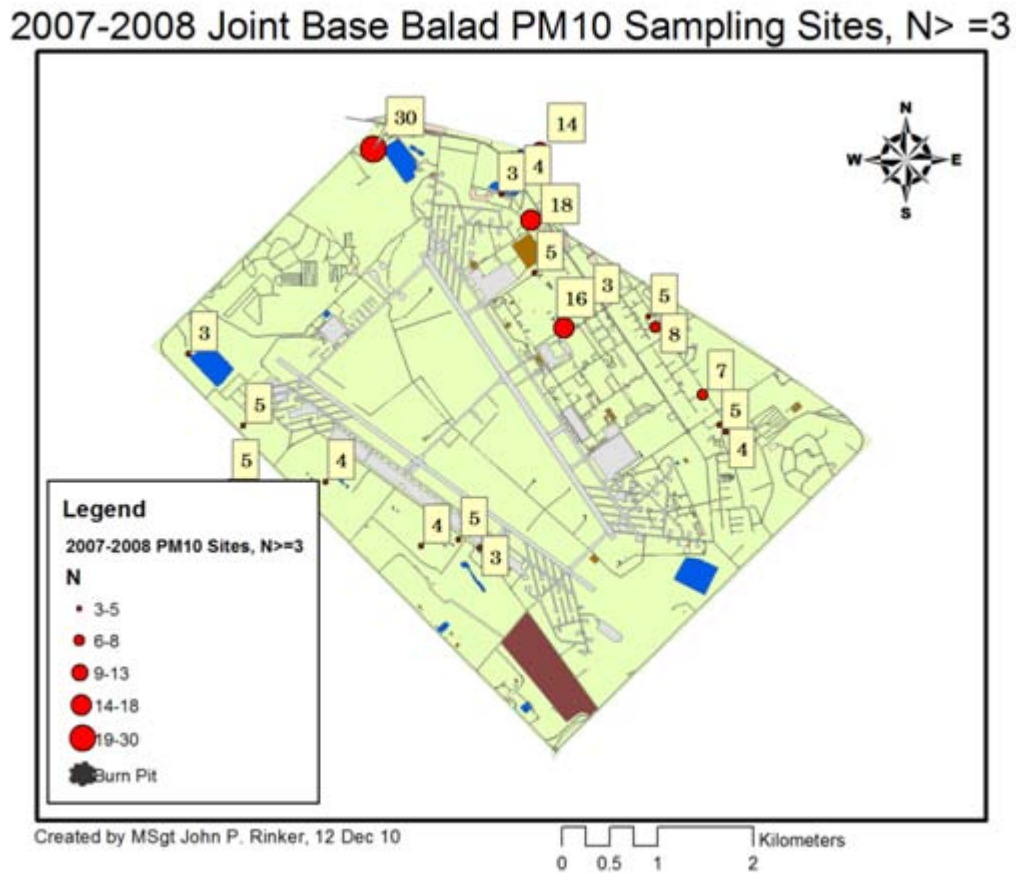 2007-2008 Joint Base Balad PM10 Sampling Sites, N> =3
30
14
N
W
E
S
3
4
18
5
16
3
5
8
3
7
5
5
4
5
4
4
5
3
Legend
2007-2008 PM10 Sites, N>=3
N
3-5
6-8
9-13
14-18
19-30
Burn Pit
Created by MSgt John P. Rinker, 12 Dec 10
Kilometers
0 0.5 1 2